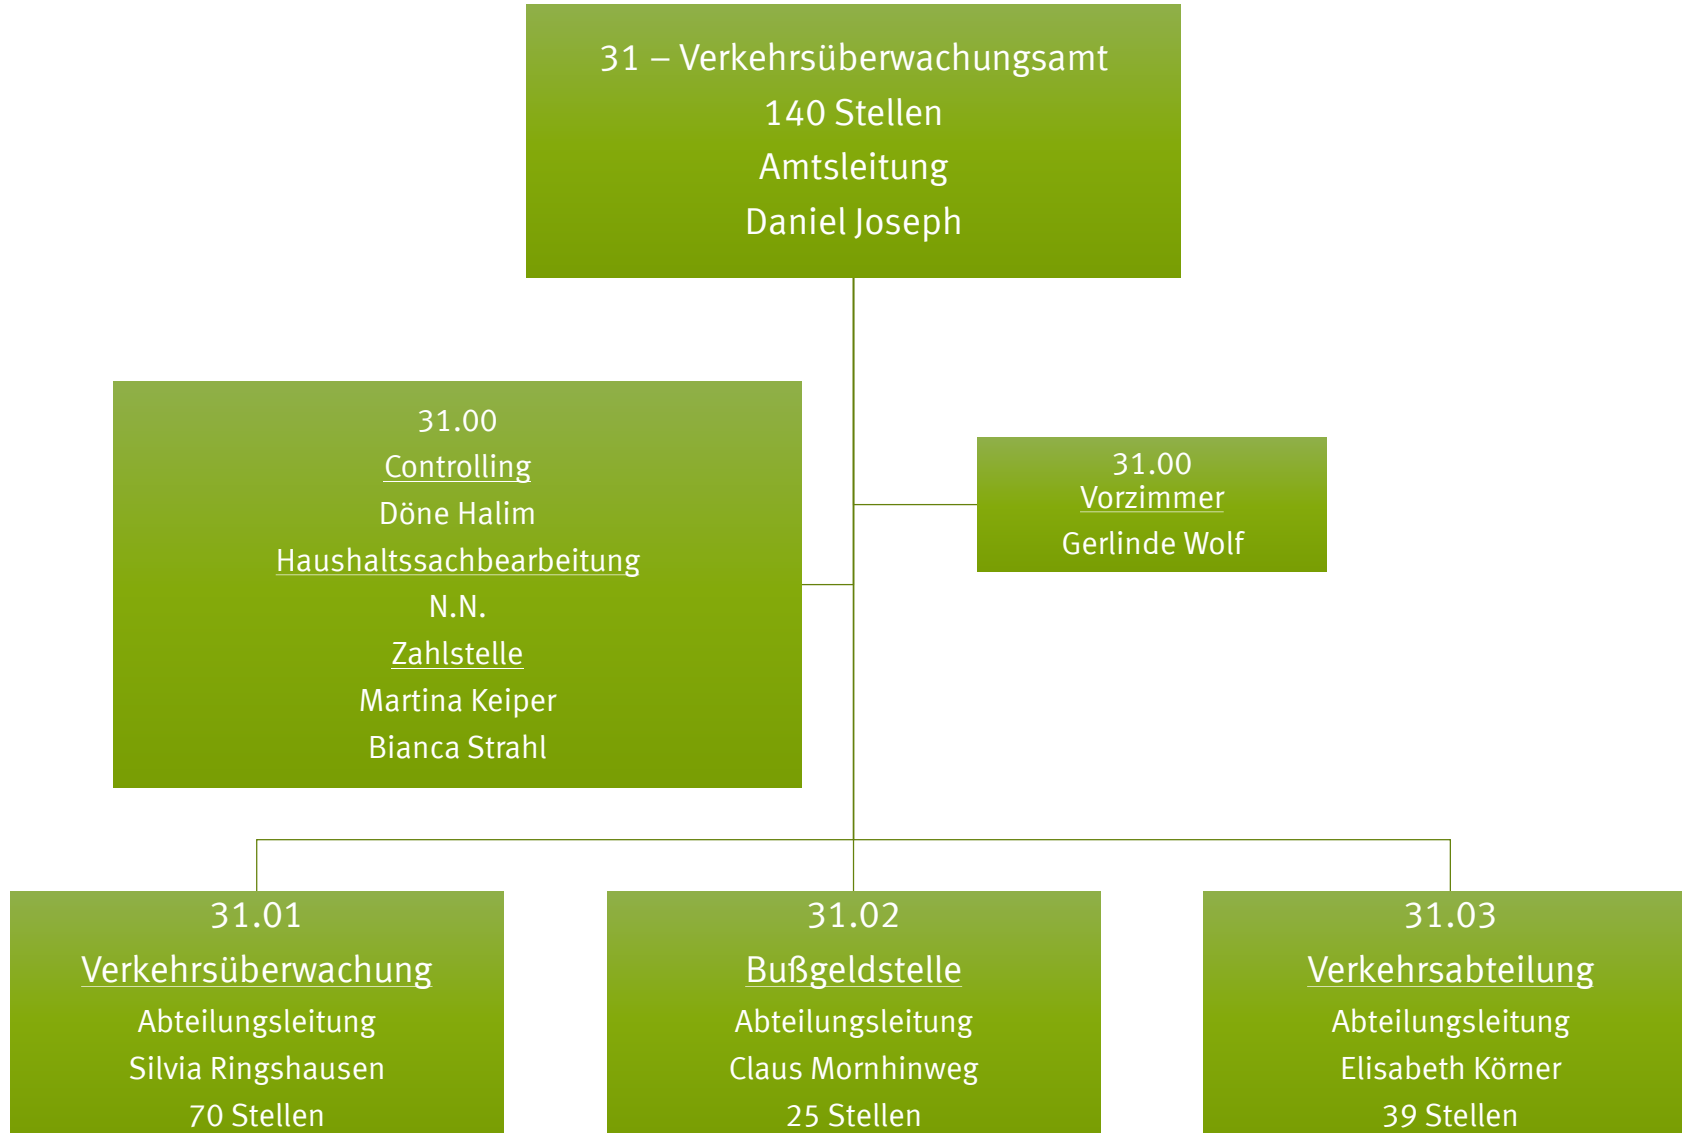 31 – Verkehrsüberwachungsamt
140 Stellen
Amtsleitung
Daniel Joseph
31.00
Controlling
Döne Halim
Haushaltssachbearbeitung
N.N.
Zahlstelle
Martina Keiper
Bianca Strahl
31.00
Vorzimmer
Gerlinde Wolf
31.01
Verkehrsüberwachung
Abteilungsleitung
Silvia Ringshausen
70 Stellen
31.02
Bußgeldstelle
Abteilungsleitung
Claus Mornhinweg
25 Stellen
31.03
Verkehrsabteilung
Abteilungsleitung
Elisabeth Körner
39 Stellen